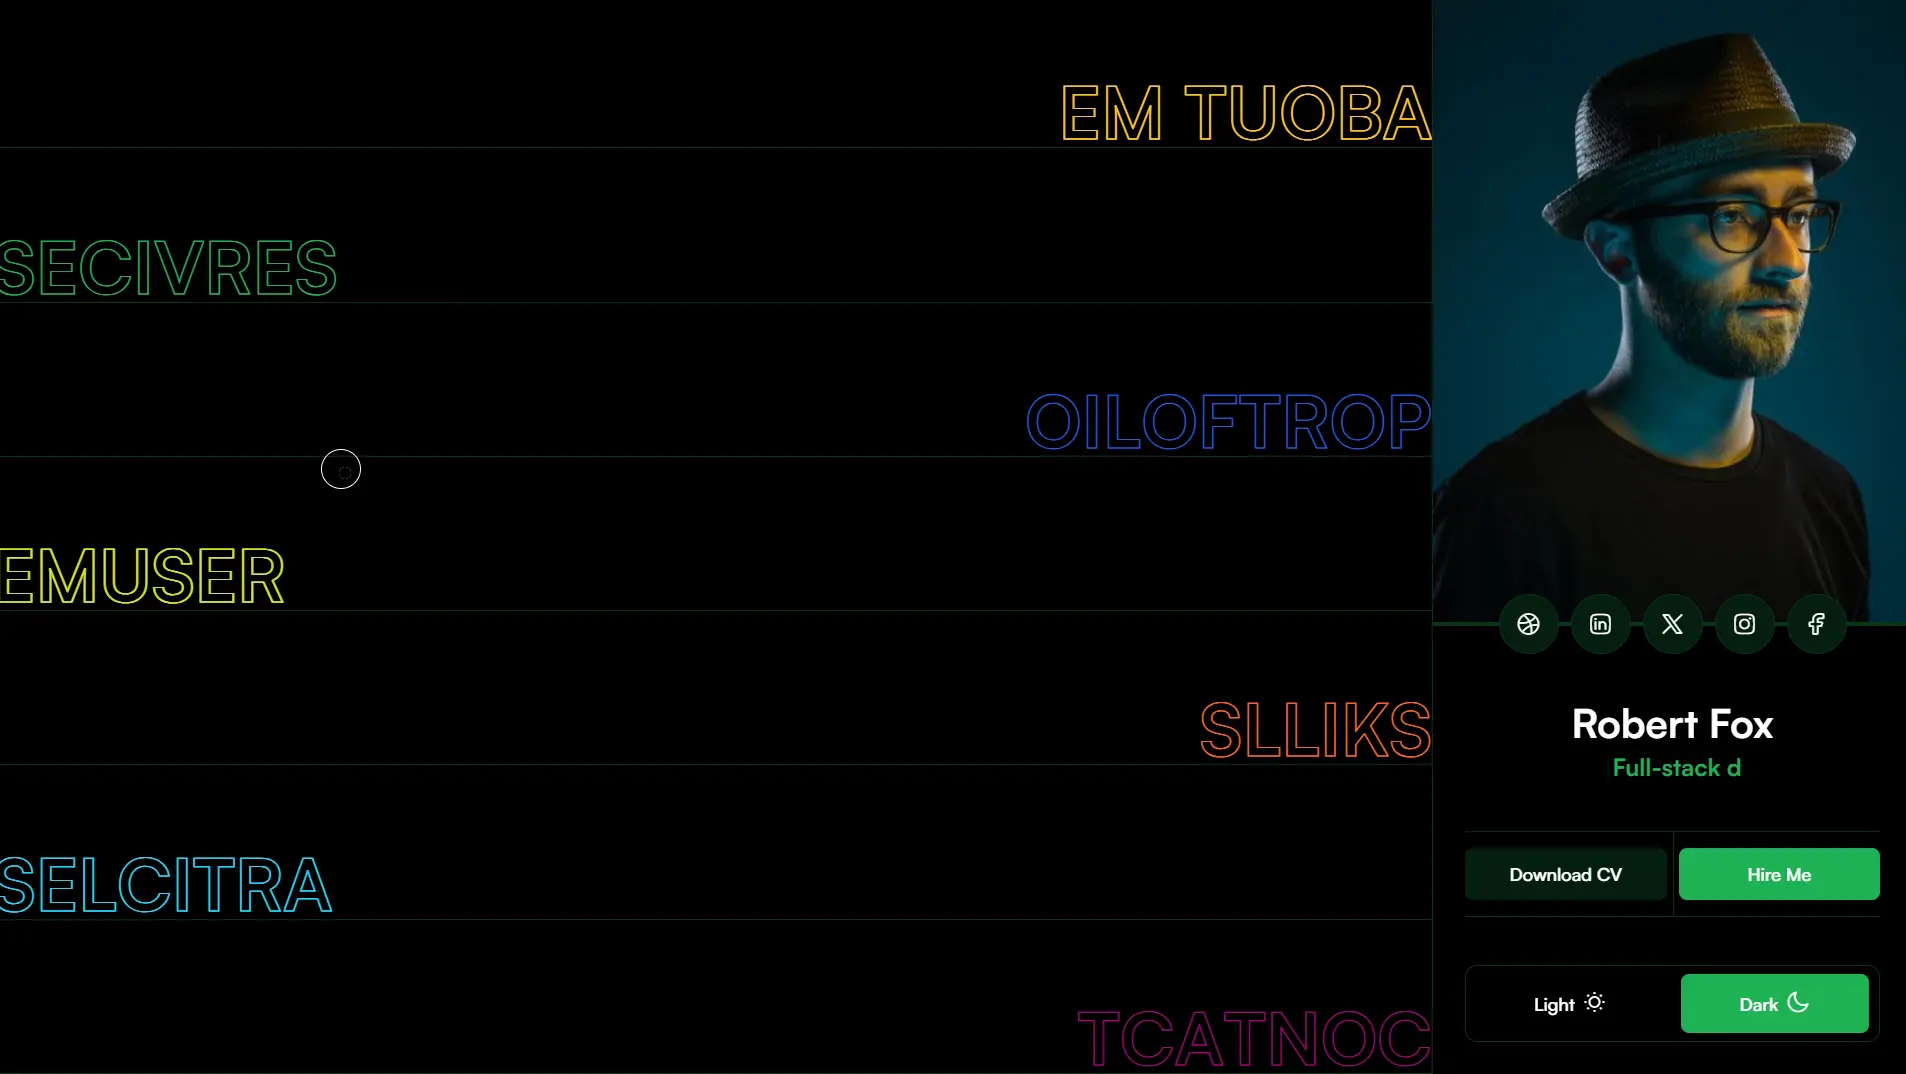 EM TUOBA
SECIVRES
OILOFTROP
EMUSER
SLLIKS
SELCITRA
TCATNOC
Robert Fox
Full-stack d
Download CV
Hire Me
Light
Dark